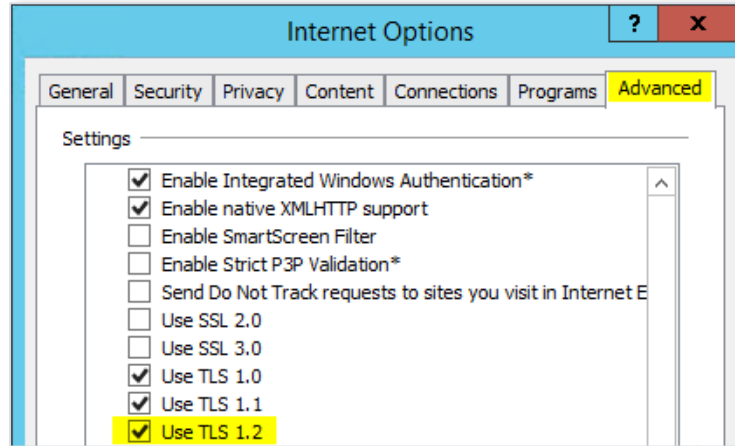 Internet Options
? x
General Security Privacy Content Connections Programs Advanced
Settings
Enable Integrated Windows Authentication*
Enable native XMLHTTP support
Enable SmartScreen Filter
Enable Strict P3P Validation*
Send Do Not Track requests to sites you visit in Internet E
Use SSL 2.0
Use SSL 3.0
Use TLS 1.0
Use TLS 1.1
Use TLS 1.2